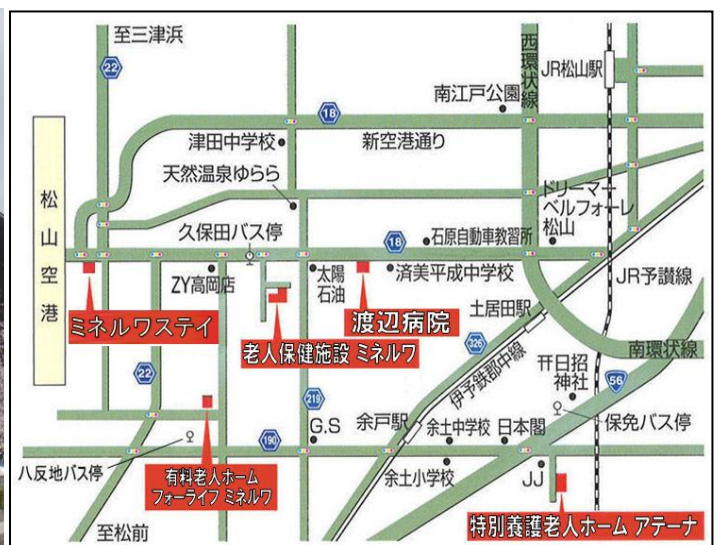 至三津浜
22
西環状線
JR松山駅
南江戸公園
18
津田中学校
新空港通り
天然温泉ゆらら
松山空港
久保田バス停
ドリーマー
ベルフォーレ
松山
石原自動車教習所
18
ZY高岡店
太陽
石油
済美平成中学校
JR予讃線
ミネルワステイ
老人保健施設 ミネルワ
渡辺病院
土居田駅
326
伊予鉄郡中線
南環状線
22
219
日招
神社
56
G.S
余戸駅
余土中学校
日本閣
保免バス停
190
八反地バス停
有料老人ホーム
フォーライフ ミネルワ
余土小学校
JJ
至松前
特別養護老人ホーム アテーナ